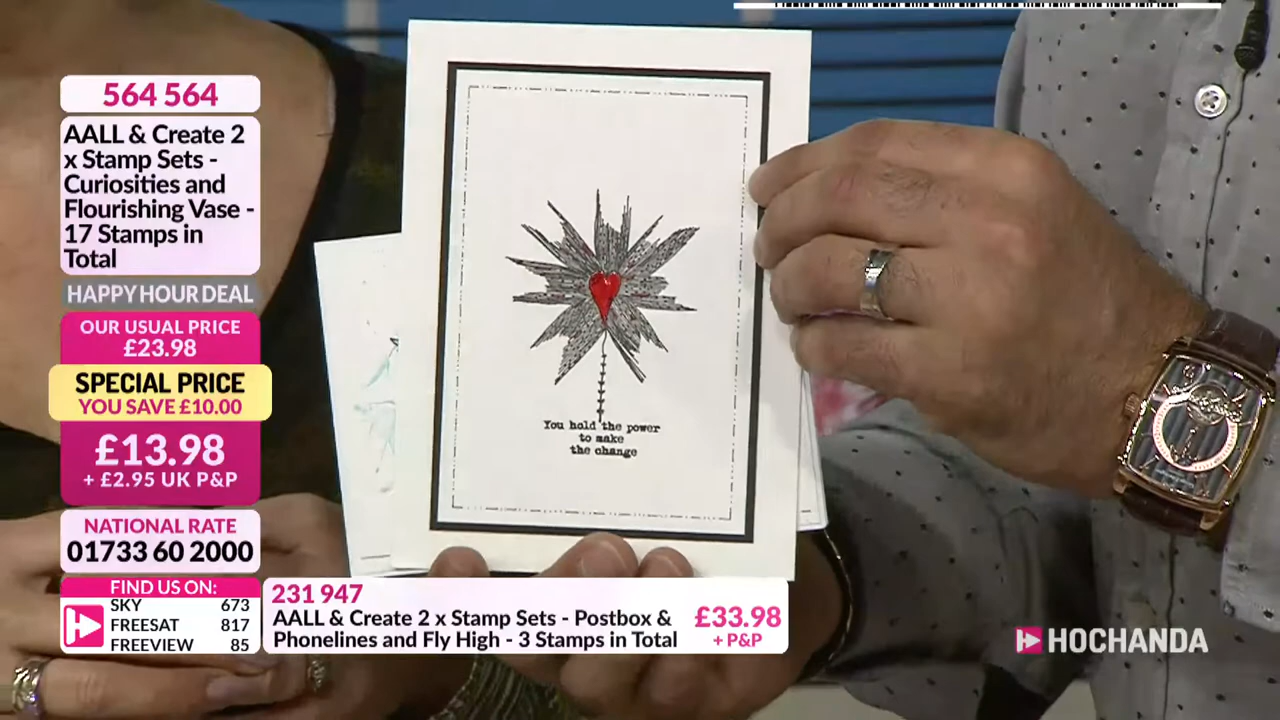 564 564
AALL & Create 2
x Stamp Sets -
Curiosities and
Flourishing Vase -
17 Stamps in
Total
HAPPY HOUR DEAL
OUR USUAL PRICE
£23.98
SPECIAL PRICE
YOU SAVE £10.00
£13.98
+ £2.95 UK P&P
NATIONAL RATE
01733 60 2000
FIND US ON:
SKY 673
FREESAT 817
FREEVIEW 85
231 947
AALL & Create 2 x Stamp Sets - Postbox &
Phonelines and Fly High - 3 Stamps in Total
£33.98
+ P&P
You hold the power
to make
the change
HOCHANDA